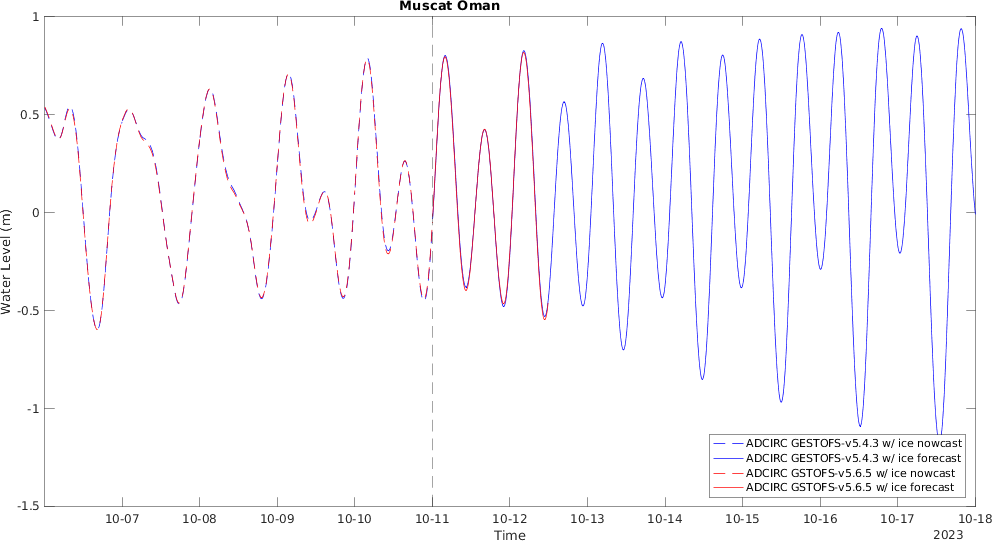 Muscat Oman
Water Level (m)
1
0.5
0
-0.5
-1
-1.5
10-07 10-08 10-09 10-10 10-11 10-12 10-13 10-14 10-15 10-16 10-17 10-18
Time
2023
ADCIRC GESTOFS-v5.4.3 w/ ice nowcast
ADCIRC GESTOFS-v5.4.3 w/ ice forecast
ADCIRC GSTOFS-v5.6.5 w/ ice nowcast
ADCIRC GSTOFS-v5.6.5 w/ ice forecast